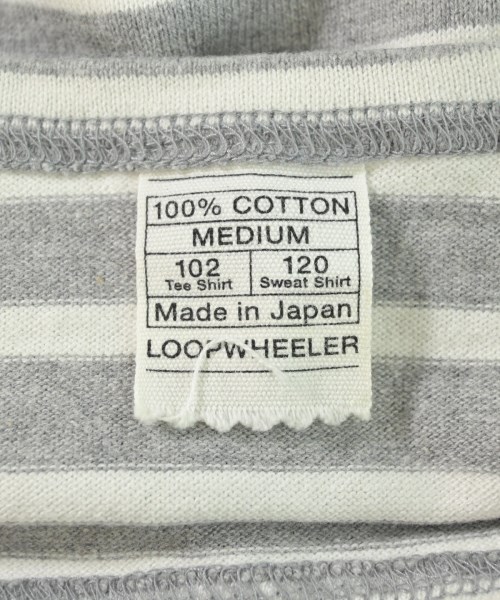 100% COTTON
MEDIUM
102 120
Tee Shirt Sweat Shirt
Made in Japan
LOOPWHEELER